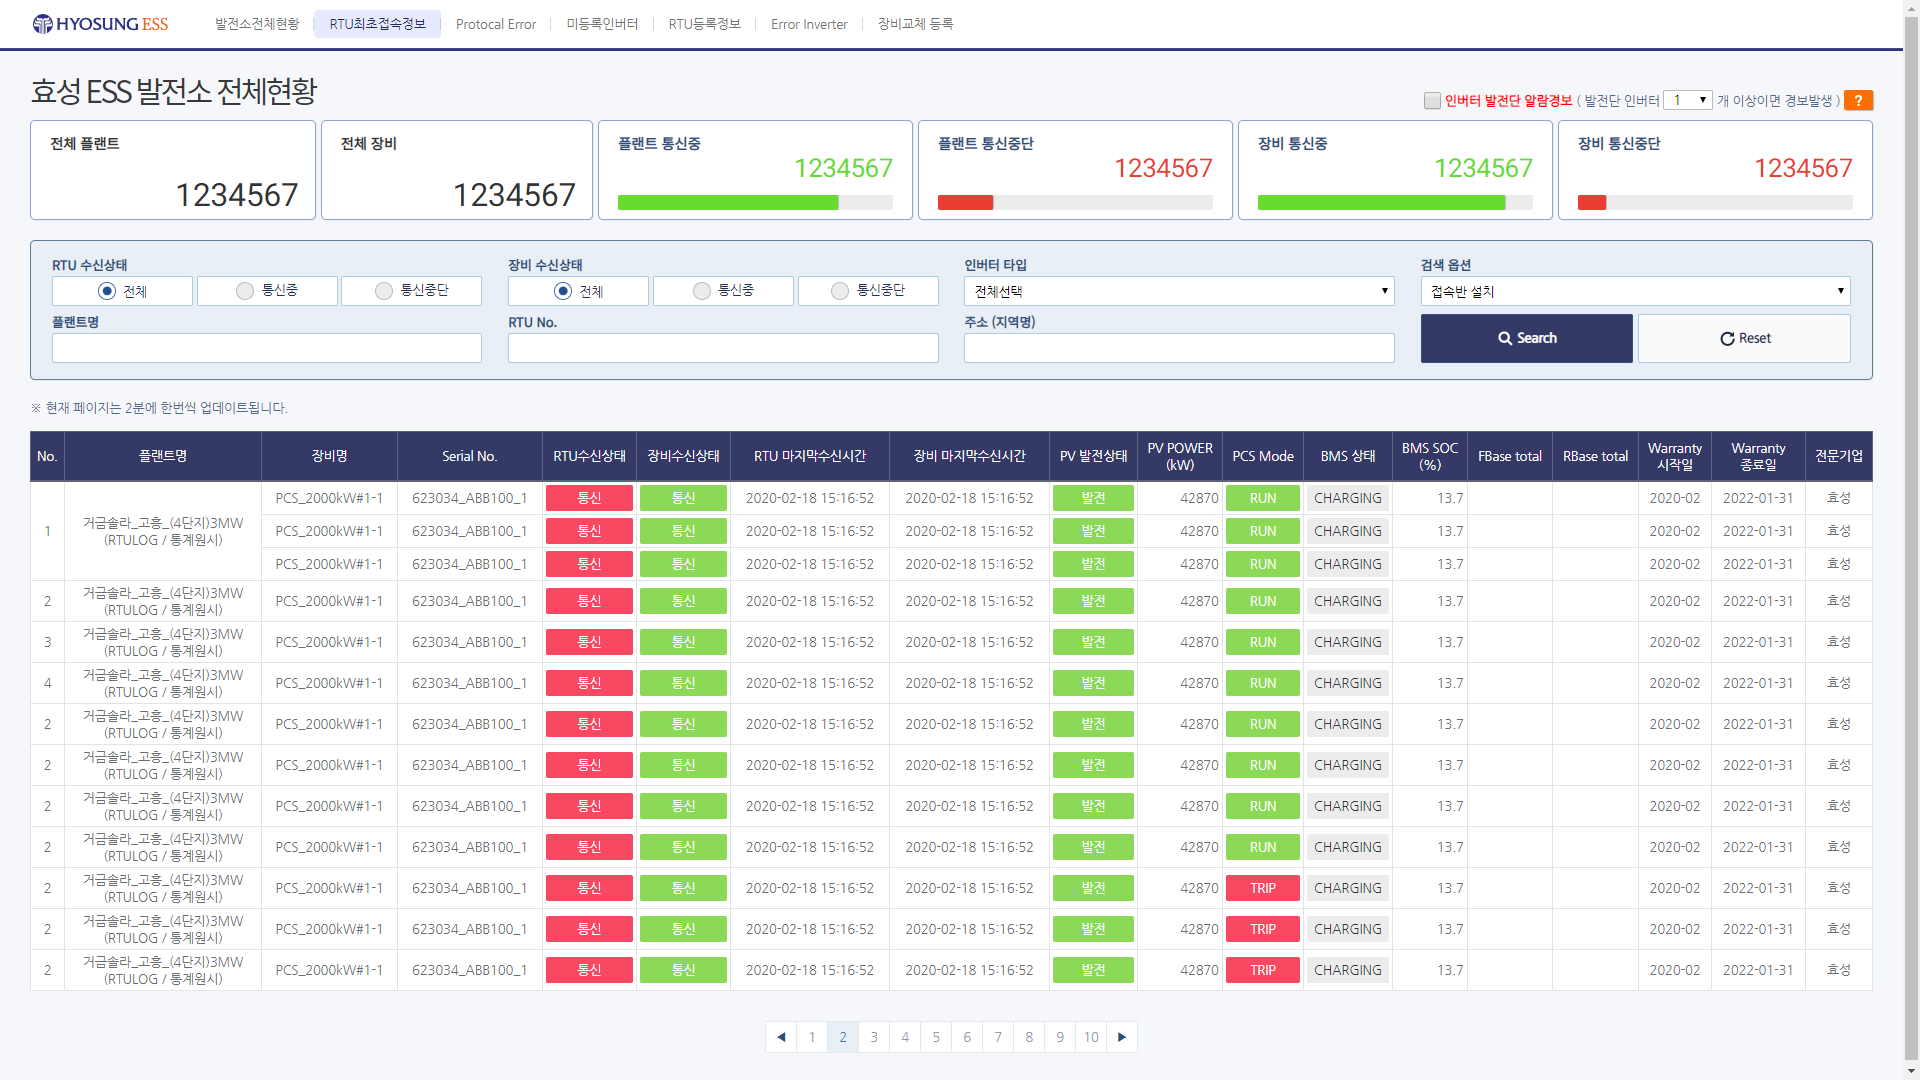 HYOSUNG ESS 발전소전체현황 RTU최초접속정보 Protocal Error 미등록인버터 RTU등록정보 Error Inverter 장비교체 등록
효성 ESS 발전소 전체현황
인버터 발전단 알람경보 ( 발전단 인버터 1 개 이상이면 경보발생 ) ?
전체 플랜트 전체 장비 플랜트 통신중 플랜트 통신중단 장비 통신중 장비 통신중단
1234567 1234567 1234567 1234567 1234567 1234567
RTU 수신상태 장비 수신상태 인버터 타입 검색 옵션
전체 통신중 통신중단 전체 통신중 통신중단 전체선택 접속반 설치
플랜트명 RTU No. 주소 (지역명)
Search Reset
※ 현재 페이지는 2분에 한번씩 업데이트됩니다.
No. 플랜트명 장비명 Serial No. RTU수신상태 장비수신상태 RTU 마지막수신시간 장비 마지막수신시간 PV 발전상태 PV POWER (kW) PCS Mode BMS 상태 BMS SOC (%) FBase total RBase total Warranty 시작일 Warranty 종료일 전문기업
1 거금솔라_고흥_(4단지)3MW (RTULOG / 통계원시) PCS_2000kW#1-1 623034_ABB100_1 통신 통신 2020-02-18 15:16:52 2020-02-18 15:16:52 발전 42870 RUN CHARGING 13.7 2020-02 2022-01-31 효성
PCS_2000kW#1-1 623034_ABB100_1 통신 통신 2020-02-18 15:16:52 2020-02-18 15:16:52 발전 42870 RUN CHARGING 13.7 2020-02 2022-01-31 효성
PCS_2000kW#1-1 623034_ABB100_1 통신 통신 2020-02-18 15:16:52 2020-02-18 15:16:52 발전 42870 RUN CHARGING 13.7 2020-02 2022-01-31 효성
2 거금솔라_고흥_(4단지)3MW (RTULOG / 통계원시) PCS_2000kW#1-1 623034_ABB100_1 통신 통신 2020-02-18 15:16:52 2020-02-18 15:16:52 발전 42870 RUN CHARGING 13.7 2020-02 2022-01-31 효성
3 거금솔라_고흥_(4단지)3MW (RTULOG / 통계원시) PCS_2000kW#1-1 623034_ABB100_1 통신 통신 2020-02-18 15:16:52 2020-02-18 15:16:52 발전 42870 RUN CHARGING 13.7 2020-02 2022-01-31 효성
4 거금솔라_고흥_(4단지)3MW (RTULOG / 통계원시) PCS_2000kW#1-1 623034_ABB100_1 통신 통신 2020-02-18 15:16:52 2020-02-18 15:16:52 발전 42870 RUN CHARGING 13.7 2020-02 2022-01-31 효성
2 거금솔라_고흥_(4단지)3MW (RTULOG / 통계원시) PCS_2000kW#1-1 623034_ABB100_1 통신 통신 2020-02-18 15:16:52 2020-02-18 15:16:52 발전 42870 RUN CHARGING 13.7 2020-02 2022-01-31 효성
2 거금솔라_고흥_(4단지)3MW (RTULOG / 통계원시) PCS_2000kW#1-1 623034_ABB100_1 통신 통신 2020-02-18 15:16:52 2020-02-18 15:16:52 발전 42870 RUN CHARGING 13.7 2020-02 2022-01-31 효성
2 거금솔라_고흥_(4단지)3MW (RTULOG / 통계원시) PCS_2000kW#1-1 623034_ABB100_1 통신 통신 2020-02-18 15:16:52 2020-02-18 15:16:52 발전 42870 RUN CHARGING 13.7 2020-02 2022-01-31 효성
2 거금솔라_고흥_(4단지)3MW (RTULOG / 통계원시) PCS_2000kW#1-1 623034_ABB100_1 통신 통신 2020-02-18 15:16:52 2020-02-18 15:16:52 발전 42870 RUN CHARGING 13.7 2020-02 2022-01-31 효성
2 거금솔라_고흥_(4단지)3MW (RTULOG / 통계원시) PCS_2000kW#1-1 623034_ABB100_1 통신 통신 2020-02-18 15:16:52 2020-02-18 15:16:52 발전 42870 TRIP CHARGING 13.7 2020-02 2022-01-31 효성
2 거금솔라_고흥_(4단지)3MW (RTULOG / 통계원시) PCS_2000kW#1-1 623034_ABB100_1 통신 통신 2020-02-18 15:16:52 2020-02-18 15:16:52 발전 42870 TRIP CHARGING 13.7 2020-02 2022-01-31 효성
2 거금솔라_고흥_(4단지)3MW (RTULOG / 통계원시) PCS_2000kW#1-1 623034_ABB100_1 통신 통신 2020-02-18 15:16:52 2020-02-18 15:16:52 발전 42870 TRIP CHARGING 13.7 2020-02 2022-01-31 효성
◀ 1 2 3 4 5 6 7 8 9 10 ▶